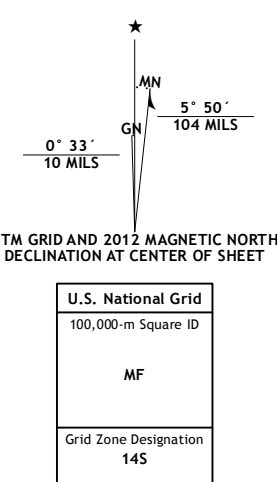 ★
MN
5° 50´
104 MILS
GN
0° 33´
10 MILS
TM GRID AND 2012 MAGNETIC NORTH
DECLINATION AT CENTER OF SHEET
U.S. National Grid
100,000-m Square ID
MF
Grid Zone Designation
14S